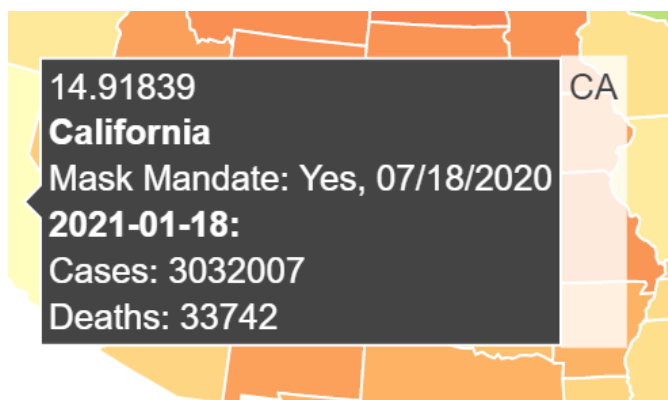 14.91839
CA
California
Mask Mandate: Yes, 07/18/2020
2021-01-18:
Cases: 3032007
Deaths: 33742